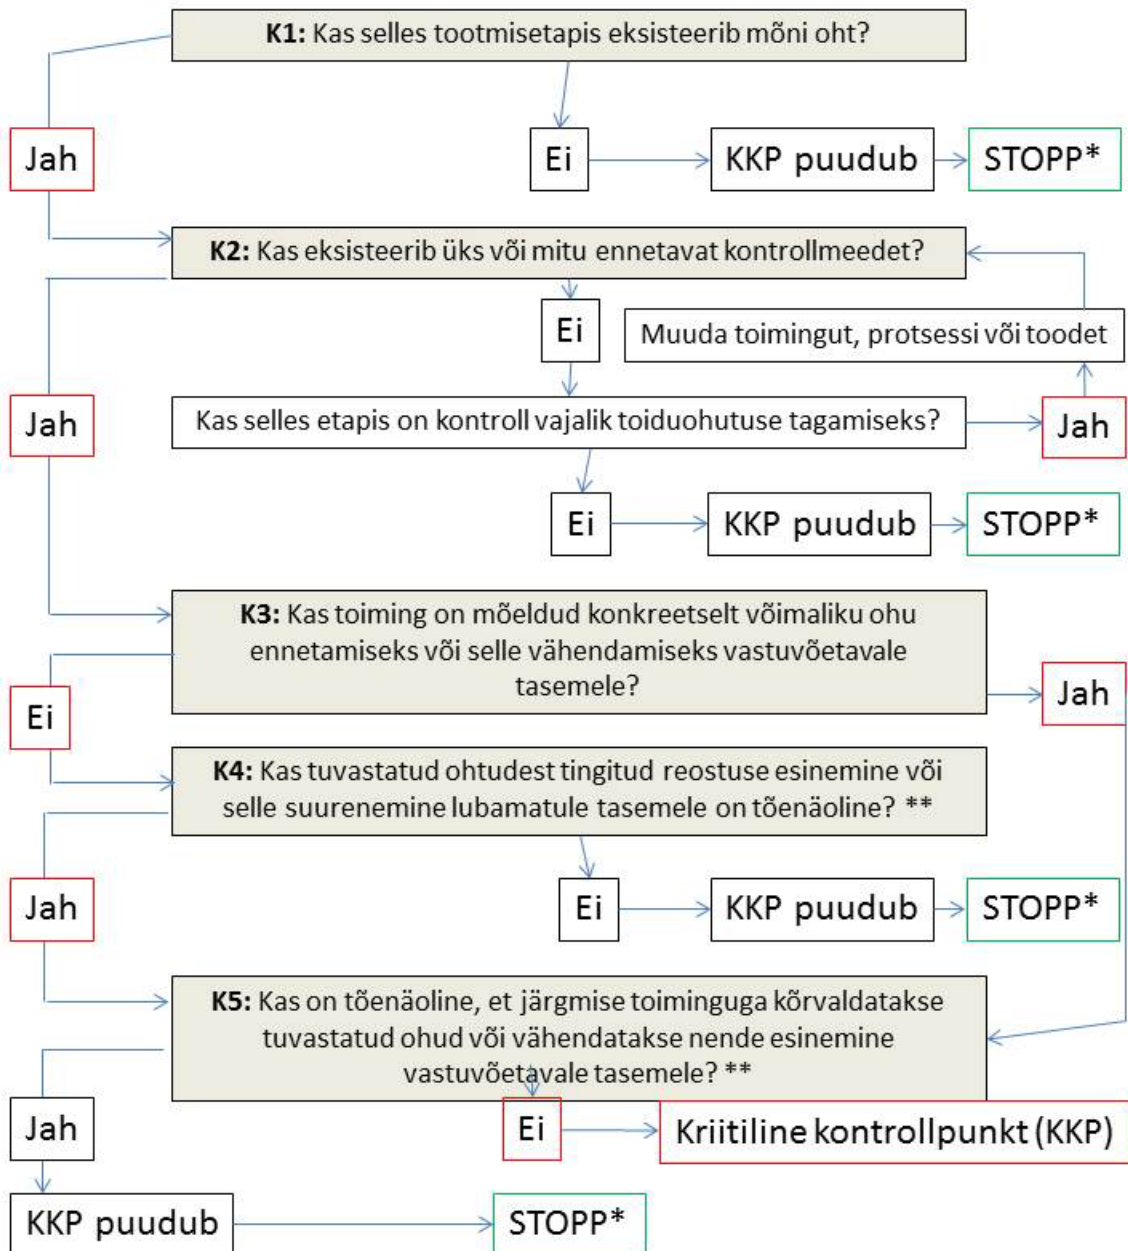 K1: Kas selles tootmisetapis eksisteerib mõni oht?
Jah
Ei
KKP puudub
STOPP*
K2: Kas eksisteerib üks või mitu ennetavat kontrollmeedet?
Ei
Muuda toimingut, protsessi või toodet
Jah
Kas selles etapis on kontroll vajalik toiduohutuse tagamiseks?
Jah
Ei
KKP puudub
STOPP*
K3: Kas toiming on mõeldud konkreetselt võimaliku ohu
ennetamiseks või selle vähendamiseks vastuvõetavale
tasemele?
Jah
Ei
K4: Kas tuvastatud ohtudest tingitud reostuse esinemine või
selle suurenemine lubamatule tasemele on tõenäoline? **
Jah
Ei
KKP puudub
STOPP*
K5: Kas on tõenäoline, et järgmise toiminguga kõrvaldatakse
tuvastatud ohud või vähendatakse nende esinemine
vastuvõetavale tasemele? **
Jah
Ei
Kriitiline kontrollpunkt (KKP)
KKP puudub
STOPP*